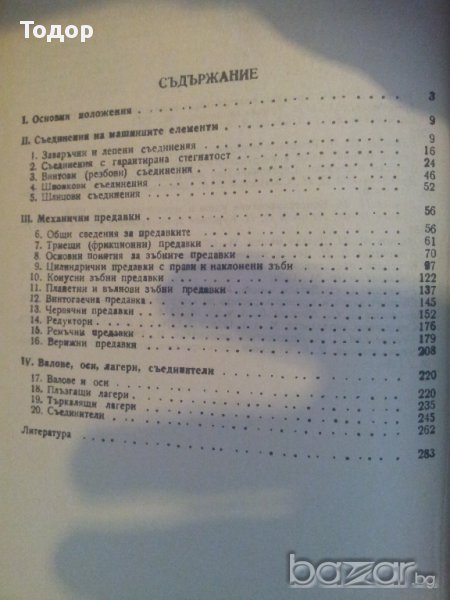 Тодор
СЪДЪРЖАНИЕ
I. Основни положения . . . 3
II. Съединения на машинните елементы . . . 9
1. Заваръчни и лепени съединения . . . 9
2. Съединения с гарантирана стегнатост . . . 16
3. Винтови (резбови) съединения . . . 24
4. Шпонкови съединения . . . 46
5. Шлицови съединения . . . 52
III. Механични предавки . . . 56
6. Общи сведения за предавките . . . 56
7. Триещи (фрикционни) предавки . . . 61
8. Основни понятия за зъбните предавки . . . 70
9. Цилиндрични предавки с прави и наклонени зъби . . . 87
10. Конусни зъбни предавки . . . 122
11. Планетни и вълнови зъбни предавки . . . 137
12. Винтогаечна предавка . . . 145
13. Червячни предавки . . . 152
14. Редуктори . . . 176
15. Ремъчни предавки . . . 179
16. Верижни предавки . . . 208
IV. Валове, оси, лагери, съединители . . . 220
17. Валове и оси . . . 220
18. Плъзгащи лагери . . . 235
19. Търкалящи лагери . . . 245
20. Съединители . . . 262
Литература . . . 283
bazar.bg